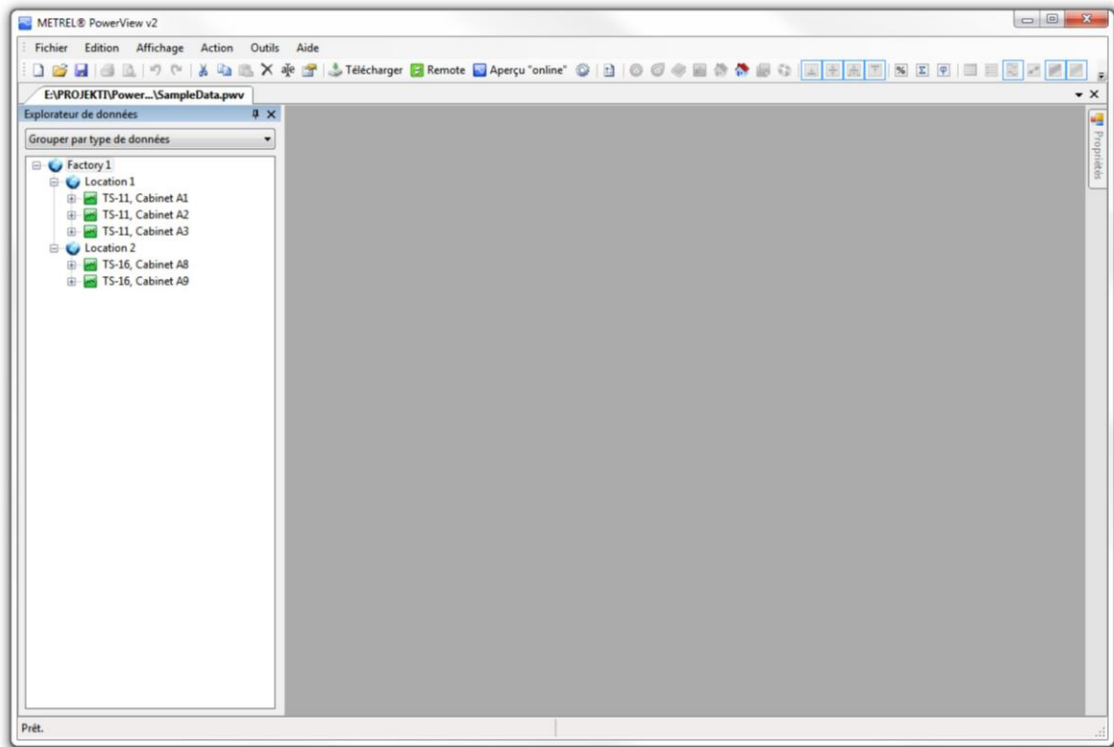 METREL® PowerView v2
Fichier Edition Affichage Action Outils Aide
Télécharger Remote Aperçu "online"
E:\PROJEKTI\Power...\SampleData.pwv
Explorateur de données
Grouper par type de données
Factory 1
Location 1
TS-11, Cabinet A1
TS-11, Cabinet A2
TS-11, Cabinet A3
Location 2
TS-16, Cabinet A8
TS-16, Cabinet A9
Propriétés
Prêt.